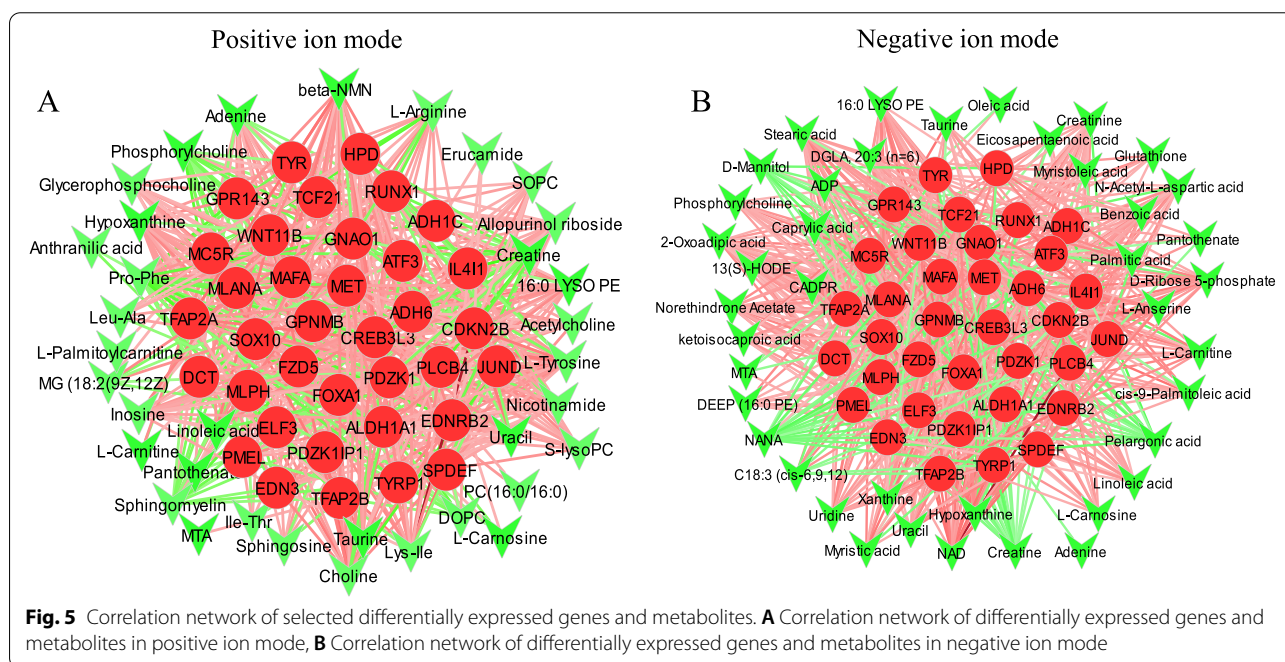 Positive ion mode
Negative ion mode
A
beta-NMN
Adenine
L-Arginine
Phosphorylcholine
Erucamide
Glycerophosphocholine
SOPC
Hypoxanthine
Allopurinol riboside
Anthranilic acid
Creatine
Pro-Phe
16:0 LYSO PE
Leu-Ala
Acetylcholine
L-Palmitoylcarnitine
L-Tyrosine
MG (18:2(9Z,12Z)
Nicotinamide
Inosine
Linoleic acid
Uracil
L-Carnitine
S-lysoPC
Pantothenat
Sphingomyelin
PC(16:0/16:0)
Ile-Thr
DOPC
MTA
Sphingosine
Taurine
Lys-Ile
L-Carnosine
Choline
TYR
HPD
GPR143
TCF21
RUNX1
WNT11B
GNAO1
ADH1C
MC5R
ATF3
IL4I1
MLANA
MAFA
MET
TFAP2A
GPNMB
ADH6
SOX10
CREB3L3
CDKN2B
DCT
FZD5
PLCB4
JUND
MLPH
FOXA1
PDZK1
ELF3
ALDH1A1
EDNRB2
PMEL
PDZK1IP1
EDN3
TFAP2B
TYRP1
SPDEF
B
16:0 LYSO PE
Oleic acid
Taurine
Creatinine
Stearic acid
Eicosapentaenoic acid
DGLA, 20:3 (n=6)
Glutathione
D-Mannitol
Myristoleic acid
ADP
N-Acetyl-L-aspartic acid
Phosphorylcholine
Benzoic acid
Caprylic acid
2-Oxoadipic acid
Pantothenate
13(S)-HODE
Palmitic acid
CADPR
D-Ribose 5-phosphate
Norethindrone Acetate
L-Anserine
ketoisocaproic acid
L-Carnitine
MTA
cis-9-Palmitoleic acid
DEEP (16:0 PE)
NANA
Pelargonic acid
C18:3 (cis-6,9,12)
Linoleic acid
Xanthine
Uridine
Hypoxanthine
L-Carnosine
Uracil
Myristic acid
NAD
Creatine
Adenine
TYR
HPD
GPR143
TCF21
RUNX1
ADH1C
WNT11B
GNAO1
MC5R
ATF3
MAFA
MET
TFAP2A
MLANA
ADH6
IL4I1
GPNMB
CREB3L3
CDKN2B
SOX10
JUND
DCT
FZD5
PDZK1
PLCB4
MLPH
FOXA1
PMEL
ELF3
ALDH1A1
EDNRB2
EDN3
PDZK1IP1
SPDEF
TFAP2B
TYRP1
Fig. 5 Correlation network of selected differentially expressed genes and metabolites. A Correlation network of differentially expressed genes and
metabolites in positive ion mode, B Correlation network of differentially expressed genes and metabolites in negative ion mode